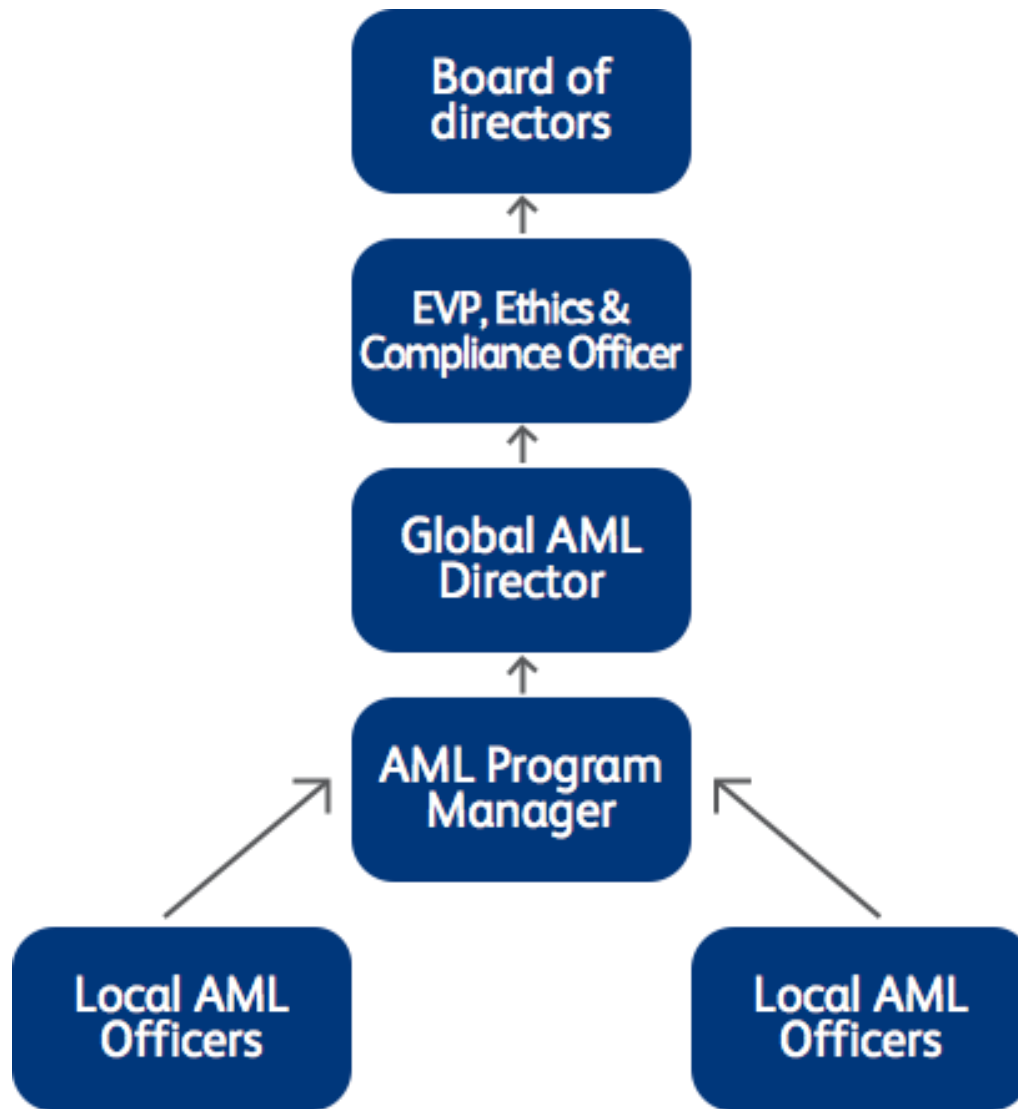 Board of
directors
EVP, Ethics &
Compliance Officer
Global AML
Director
AML Program
Manager
Local AML
Officers
Local AML
Officers